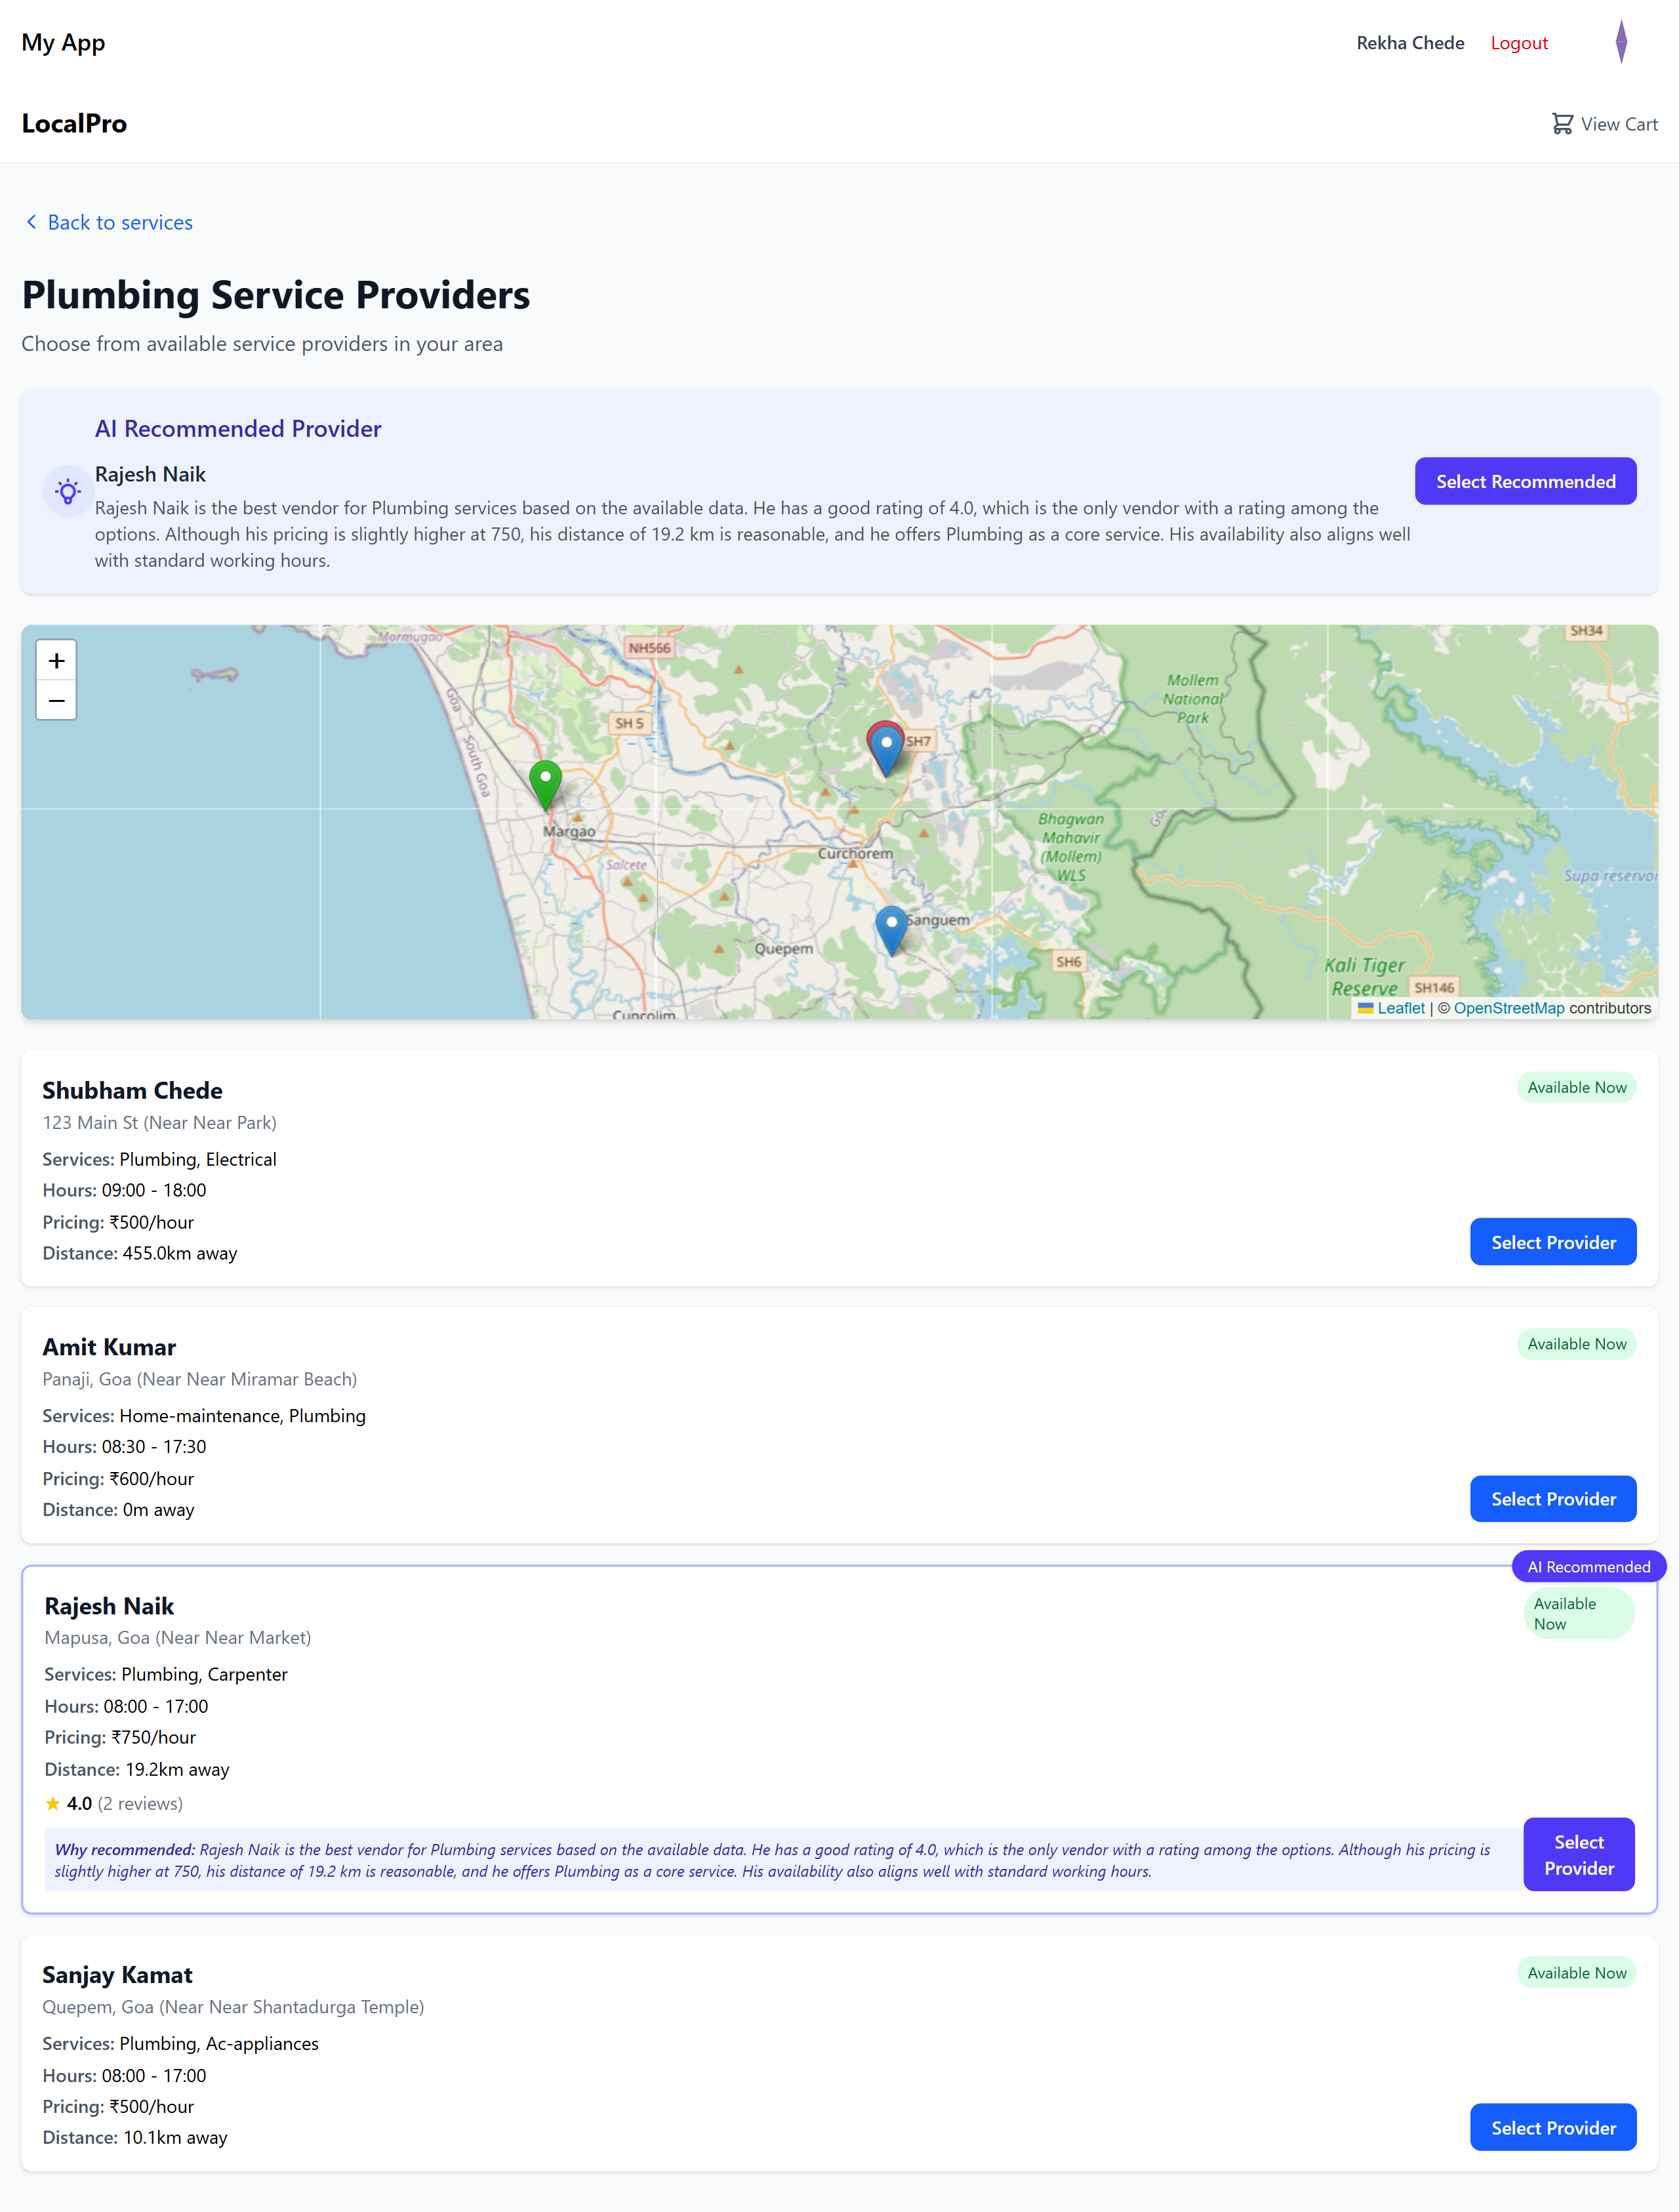 My App
Rekha Chede
Logout
LocalPro
View Cart
Back to services
Plumbing Service Providers
Choose from available service providers in your area
AI Recommended Provider
Rajesh Naik
Rajesh Naik is the best vendor for Plumbing services based on the available data. He has a good rating of 4.0, which is the only vendor with a rating among the
options. Although his pricing is slightly higher at 750, his distance of 19.2 km is reasonable, and he offers Plumbing as a core service. His availability also aligns well
with standard working hours.
Select Recommended
+
−
Mormugao
NH566
SH34
Goa
South Goa
SH 5
SH7
Mollem
National
Park
Margao
Salcete
Curchorem
Bhagwan
Mahavir
(Mollem)
WLS
Goa
Supa reservoi
Sanguem
Quepem
SH6
Kali Tiger
Reserve
SH146
Cuncolim
Leaflet | © OpenStreetMap contributors
Shubham Chede
Available Now
123 Main St (Near Near Park)
Services: Plumbing, Electrical
Hours: 09:00 - 18:00
Pricing: ₹500/hour
Distance: 455.0km away
Select Provider
Amit Kumar
Available Now
Panaji, Goa (Near Near Miramar Beach)
Services: Home-maintenance, Plumbing
Hours: 08:30 - 17:30
Pricing: ₹600/hour
Distance: 0m away
Select Provider
AI Recommended
Rajesh Naik
Available
Now
Mapusa, Goa (Near Near Market)
Services: Plumbing, Carpenter
Hours: 08:00 - 17:00
Pricing: ₹750/hour
Distance: 19.2km away
★ 4.0 (2 reviews)
Why recommended: Rajesh Naik is the best vendor for Plumbing services based on the available data. He has a good rating of 4.0, which is the only vendor with a rating among the options. Although his pricing is
slightly higher at 750, his distance of 19.2 km is reasonable, and he offers Plumbing as a core service. His availability also aligns well with standard working hours.
Select
Provider
Sanjay Kamat
Available Now
Quepem, Goa (Near Near Shantadurga Temple)
Services: Plumbing, Ac-appliances
Hours: 08:00 - 17:00
Pricing: ₹500/hour
Distance: 10.1km away
Select Provider